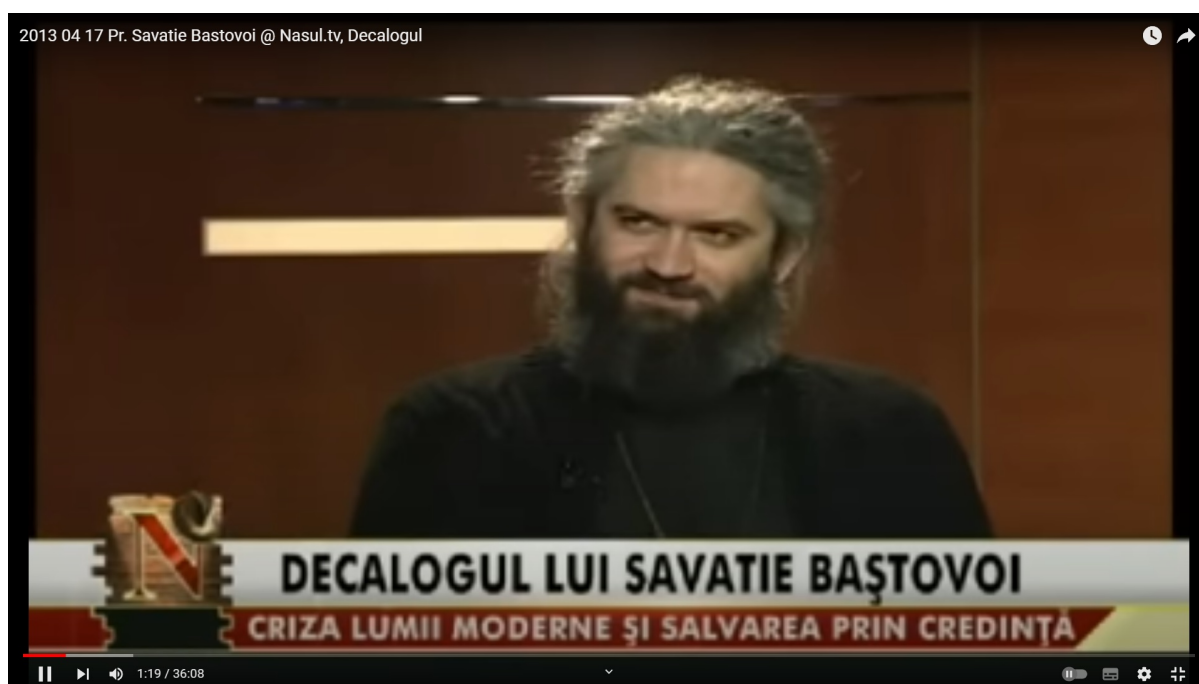 2013 04 17 Pr. Savatie Bastovoi @ Nasul.tv, Decalogul
N
DECALOGUL LUI SAVATIE BAŞTOVOI
CRIZA LUMII MODERNE ŞI SALVAREA PRIN CREDINŢĂ
1:19 / 36:08